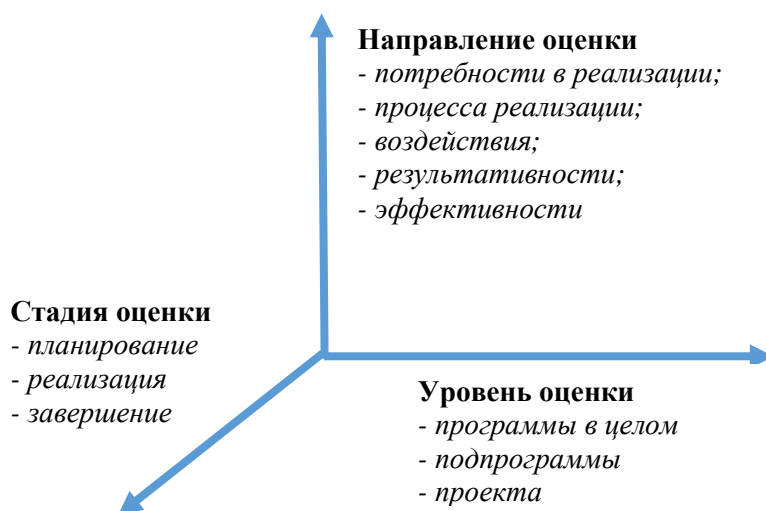 Направление оценки
- потребности в реализации;
- процесса реализации;
- воздействия;
- результативности;
- эффективности
Стадия оценки
- планирование
- реализация
- завершение
Уровень оценки
- программы в целом
- подпрограммы
- проекта